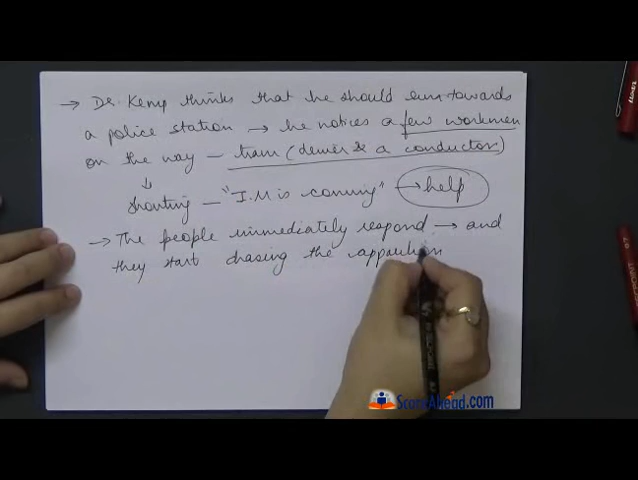 → Dr. Kemp thinks that he should run towards
a police station → he notices a few workmen
on the way – tram (driver & a conductor)
↓
shouting – "I.M is coming" → help
→ The people immediately respond → and
they start chasing the apparition
ScoreAhead.com